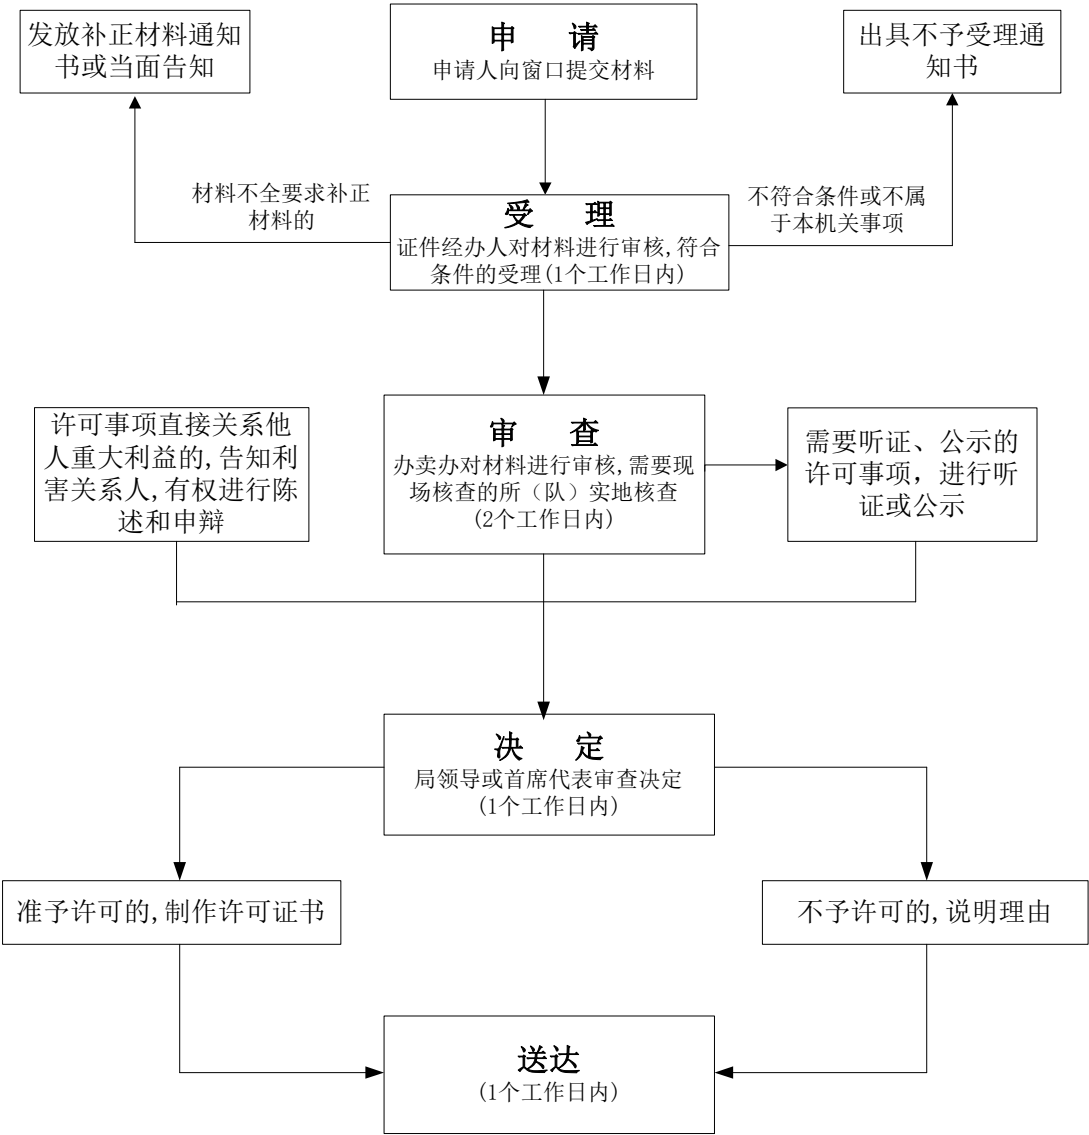 发放补正材料通知
书或当面告知
申　请
申请人向窗口提交材料
出具不予受理通
知书
材料不全要求补正
材料的
不符合条件或不属
于本机关事项
受　理
证件经办人对材料进行审核,符合
条件的受理(1个工作日内)
许可事项直接关系他
人重大利益的,告知利
害关系人,有权进行陈
述和申辩
审　查
办卖办对材料进行审核,需要现
场核查的所（队）实地核查
(2个工作日内)
需要听证、公示的
许可事项，进行听
证或公示
决　定
局领导或首席代表审查决定
(1个工作日内)
准予许可的,制作许可证书
不予许可的,说明理由
送达
(1个工作日内)